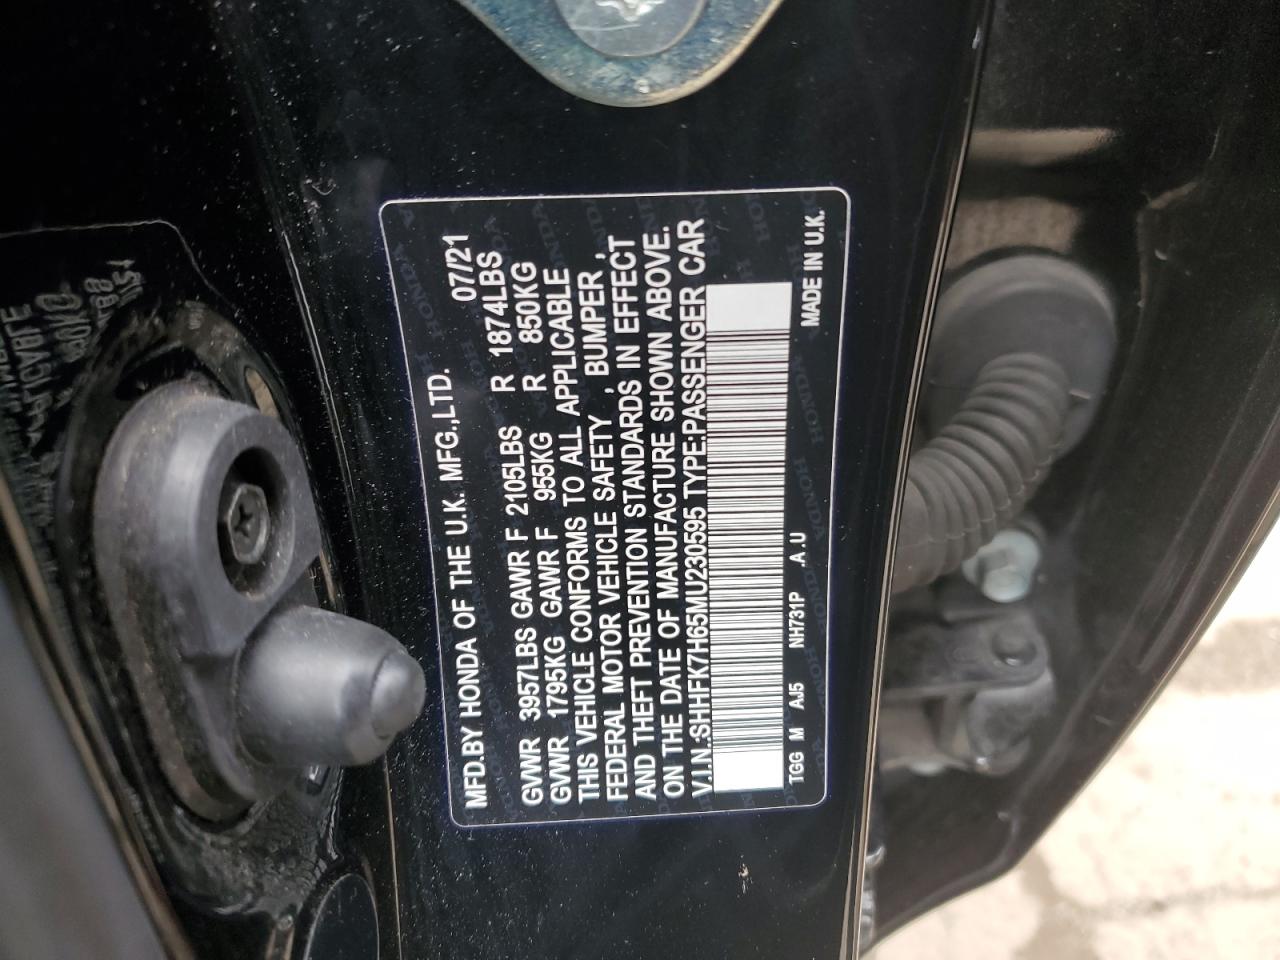 MFD.BY HONDA OF THE U.K. MFG.,LTD. 07/21
GVWR 3957LBS GAWR F 2105LBS R 1874LBS
GVWR 1795KG GAWR F 955KG R 850KG
THIS VEHICLE CONFORMS TO ALL APPLICABLE
FEDERAL MOTOR VEHICLE SAFETY , BUMPER ,
AND THEFT PREVENTION STANDARDS IN EFFECT
ON THE DATE OF MANUFACTURE SHOWN ABOVE.
V.I.N.:SHHFK7H65MU230595 TYPE:PASSENGER CAR
TGG M AJ5 NH731P .A .U MADE IN U.K.